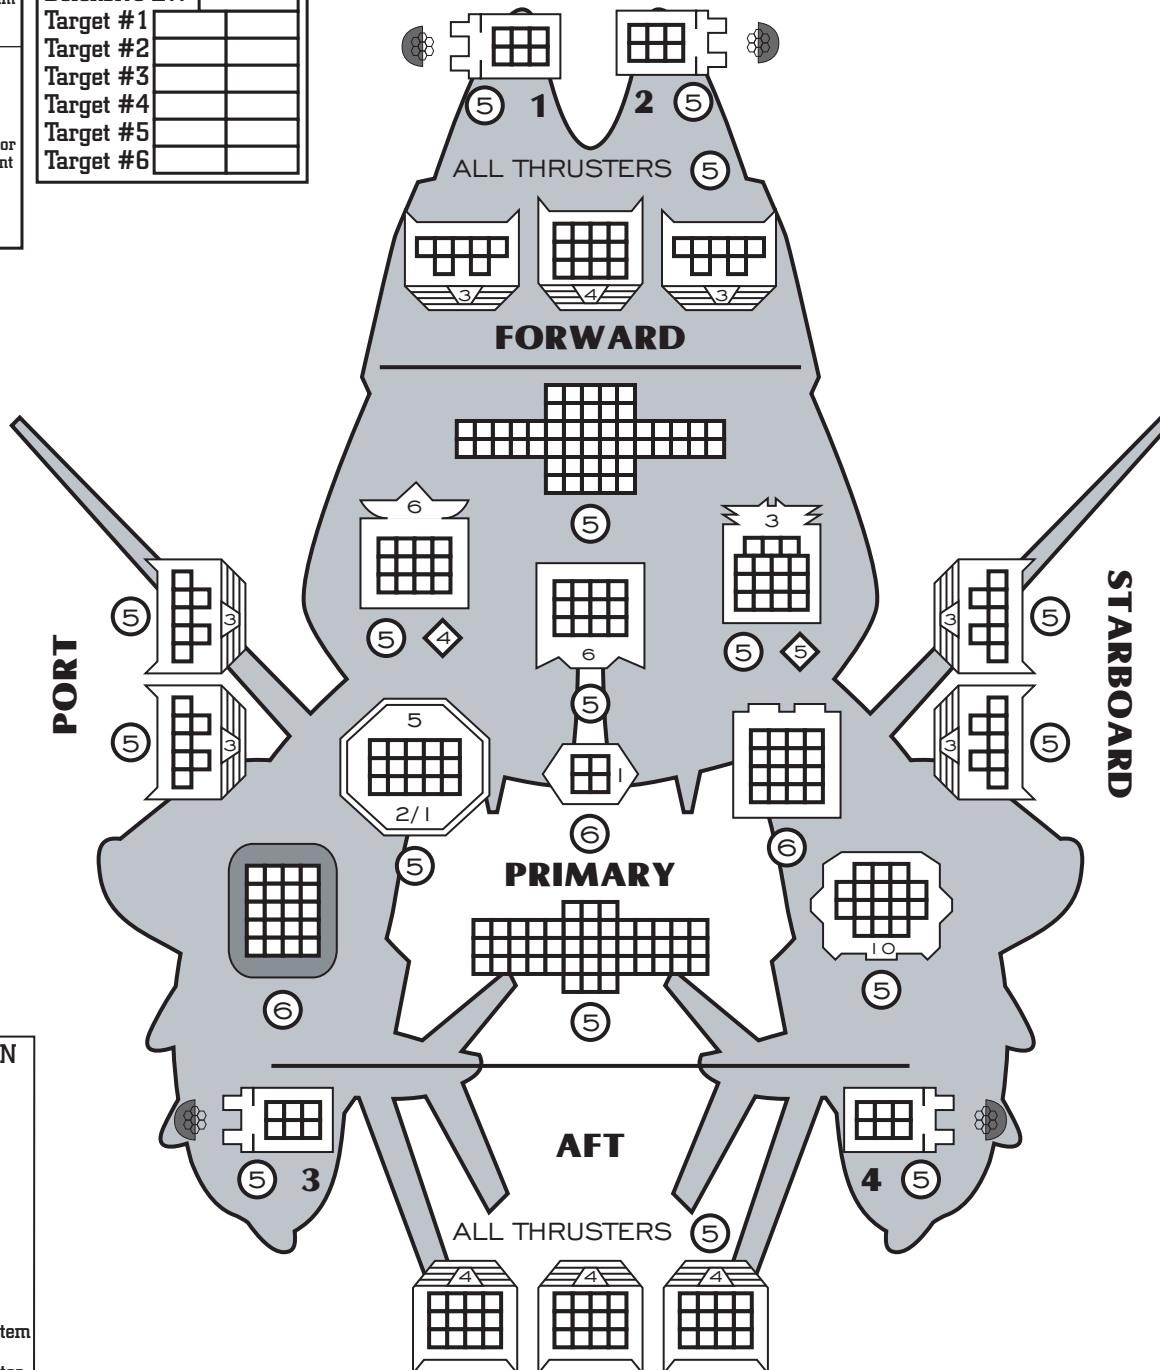 Target #1
Target #2
Target #3
Target #4
Target #5
Target #6
or
nt
5 1 2 5
ALL THRUSTERS 5
3 4 3
FORWARD
5
6 3
5 4 6 5 5
5 3 3 5
PORT
STARBOARD
5
5 3 3 5
5
2/1
1
6
5 6
PRIMARY
10
6 5 5
N
AFT
5 3 4 5
ALL THRUSTERS 5
4 4 4
tem